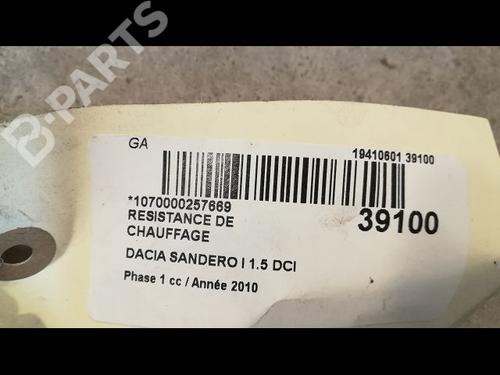 B-PARTS
GA
19410601 39100
*1070000257669
39100
RESISTANCE DE
CHAUFFAGE
DACIA SANDERO I 1.5 DCI
Phase 1 cc / Année 2010